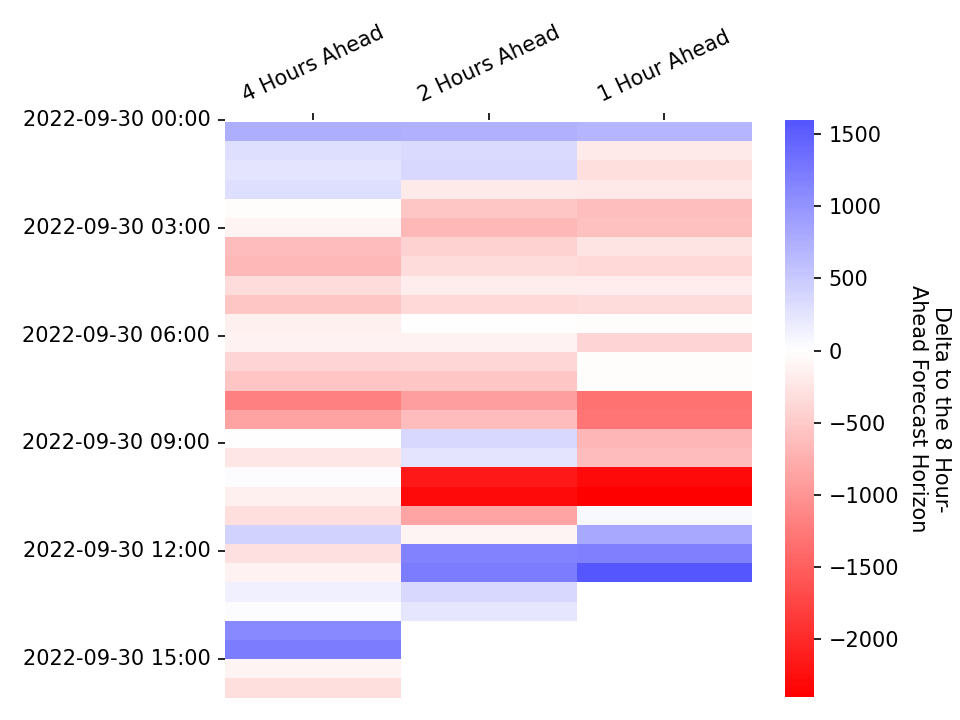 4 Hours Ahead
2 Hours Ahead
1 Hour Ahead
2022-09-30 00:00
2022-09-30 03:00
2022-09-30 06:00
2022-09-30 09:00
2022-09-30 12:00
2022-09-30 15:00
1500
1000
500
0
−500
−1000
−1500
−2000
Delta to the 8 Hour-
Ahead Forecast Horizon